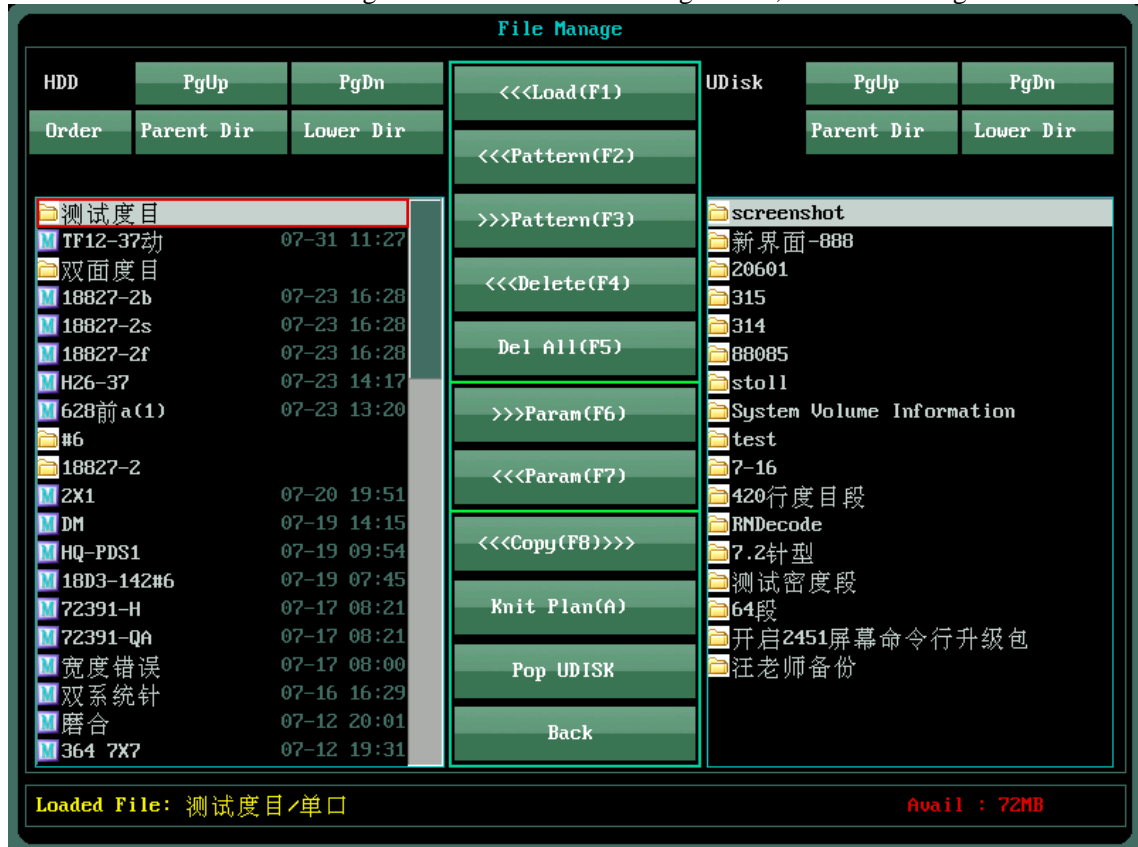 File Manage
HDD PgUp PgDn
Order Parent Dir Lower Dir
测试度目
TF12-37动 07-31 11:27
双面度目
18827-2b 07-23 16:28
18827-2s 07-23 16:28
18827-2f 07-23 16:28
H26-37 07-23 14:17
628前a(1) 07-23 13:20
#6
18827-2
2X1 07-20 19:51
DM 07-19 14:15
HQ-PDS1 07-19 09:54
18D3-142#6 07-19 07:45
72391-H 07-17 08:21
72391-QA 07-17 08:21
宽度错误 07-17 08:00
双系统针 07-16 16:29
磨合 07-12 20:01
364 7X7 07-12 19:31
<<<Load(F1)
<<<Pattern(F2)
>>>Pattern(F3)
<<<Delete(F4)
Del All(F5)
>>>Param(F6)
<<<Param(F7)
<<<Copy(F8)>>>
Knit Plan(A)
Pop UDISK
Back
UDisk PgUp PgDn
Parent Dir Lower Dir
screenshot
新界面-888
20601
315
314
88085
stoll
System Volume Information
test
7-16
420行度目段
RNDecode
7.2针型
测试密度段
64段
开启2451屏幕命令行升级包
汪老师备份
Loaded File: 测试度目/单口
Avail : 72MB